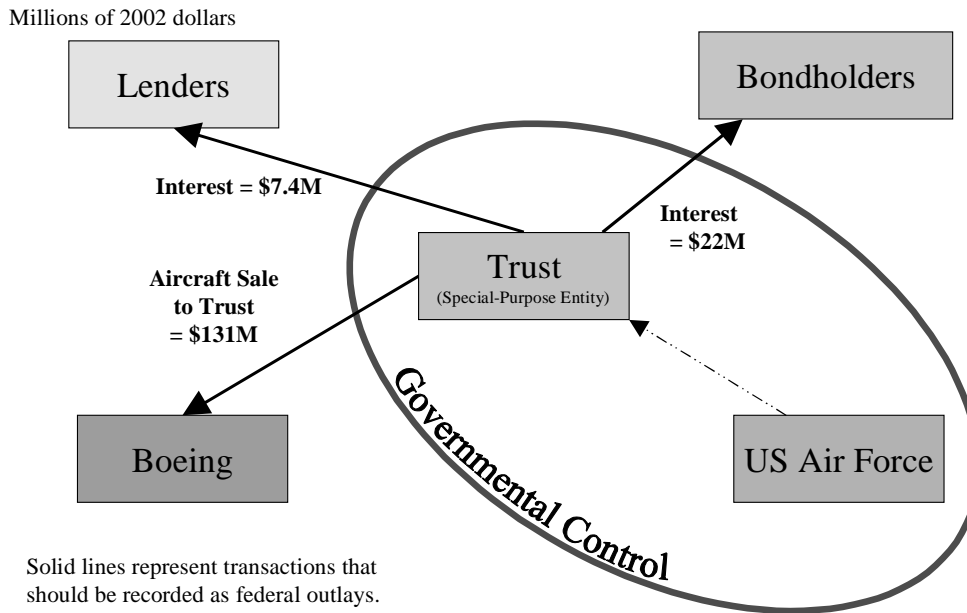 Millions of 2002 dollars
Lenders
Bondholders
Interest = $7.4M
Interest
= $22M
Trust
(Special-Purpose Entity)
Aircraft Sale
to Trust
= $131M
Governmental Control
Boeing
US Air Force
Solid lines represent transactions that
should be recorded as federal outlays.